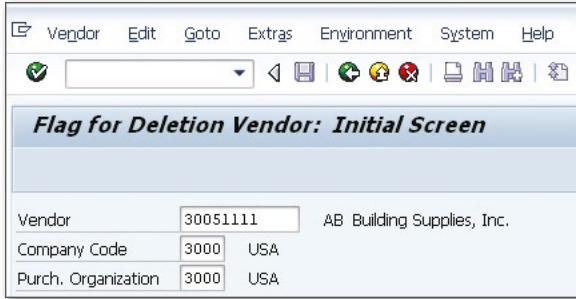 Vendor Edit Goto Extras Environment System Help
Flag for Deletion Vendor: Initial Screen
Vendor 30051111 AB Building Supplies, Inc.
Company Code 3000 USA
Purch. Organization 3000 USA